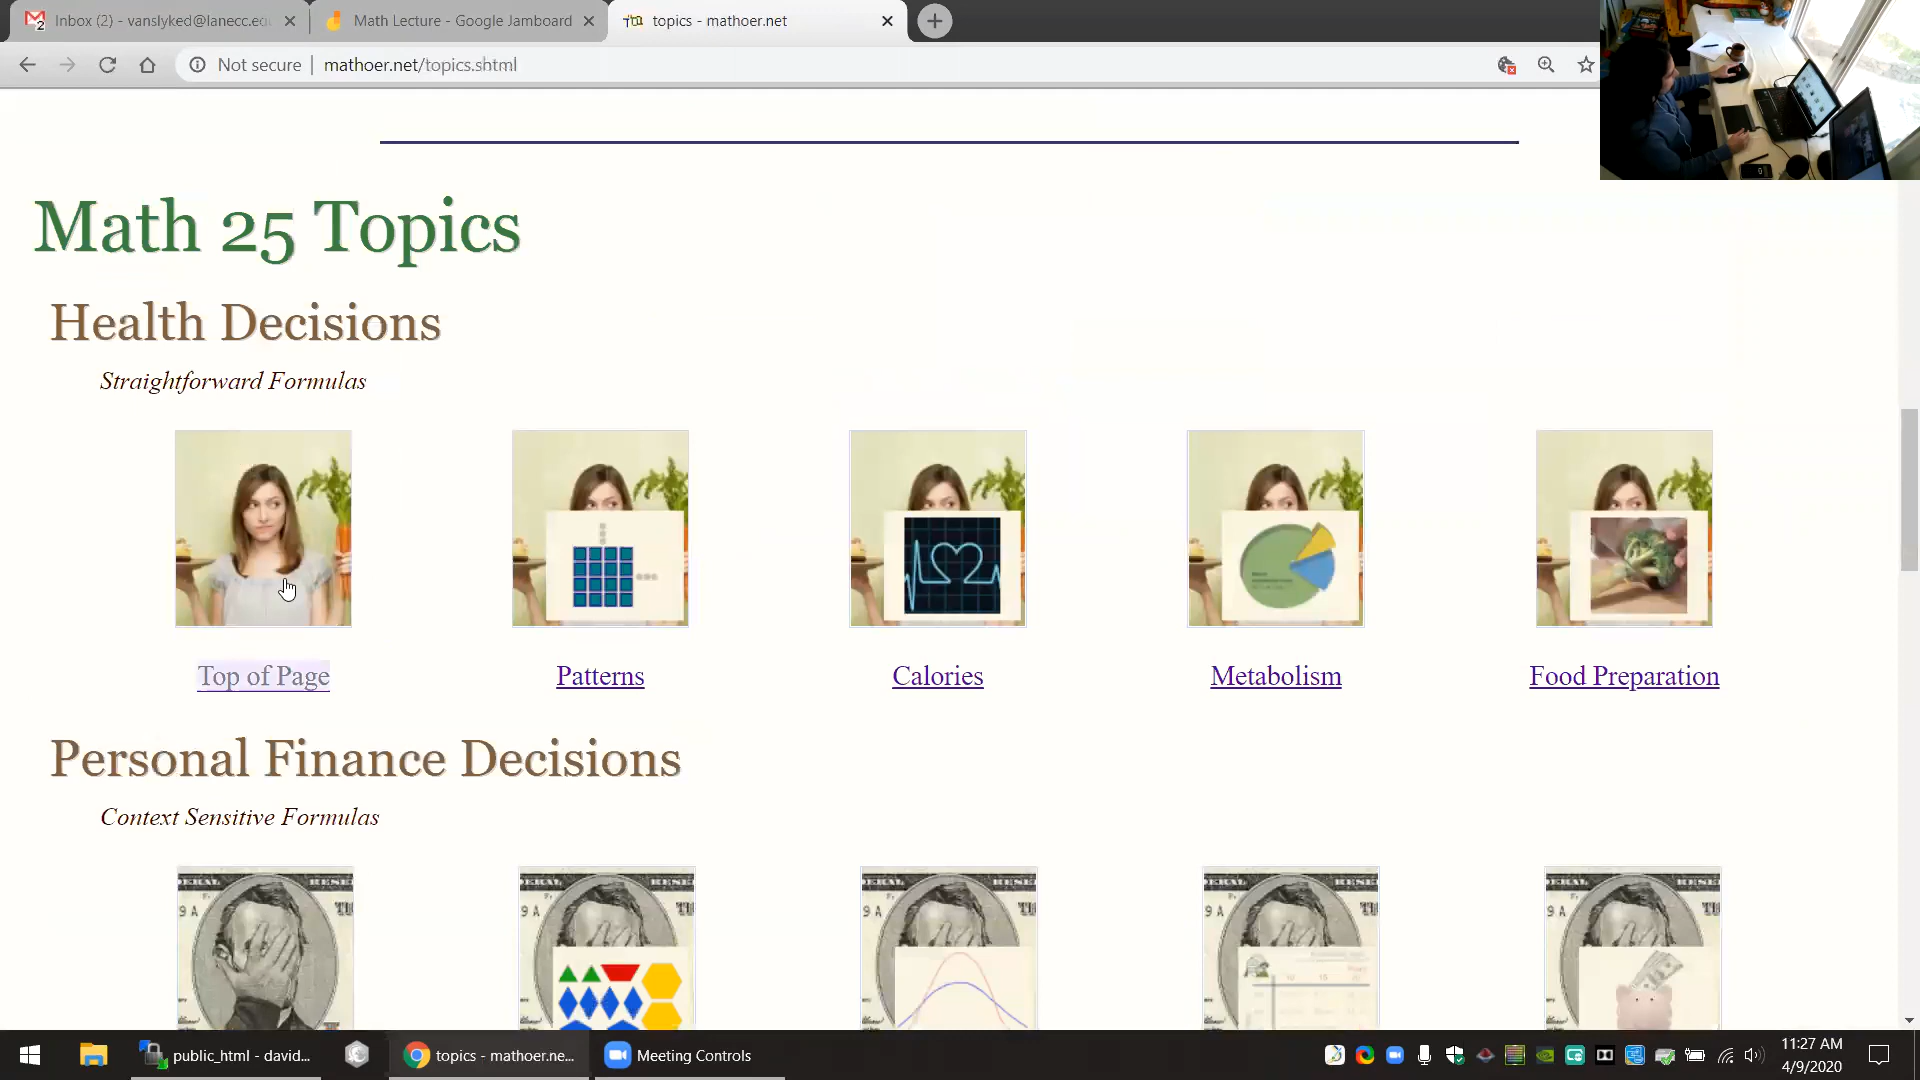 Inbox (2) - vanslyked@lanecc.edu
Math Lecture - Google Jamboard
topics - mathoer.net
Not secure
mathoer.net/topics.shtml
Math 25 Topics
Health Decisions
Straightforward Formulas
Top of Page
Patterns
Calories
Metabolism
Food Preparation
Personal Finance Decisions
Context Sensitive Formulas
public_html - david...
topics - mathoer.ne...
Meeting Controls
11:27 AM
4/9/2020